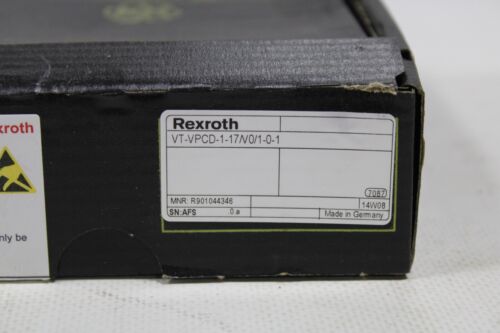 xroth
nly be
Rexroth
VT-VPCD-1-17/V0/1-0-1
7087
MNR: R901044346
14W08
SN:AFS .0.a Made in Germany